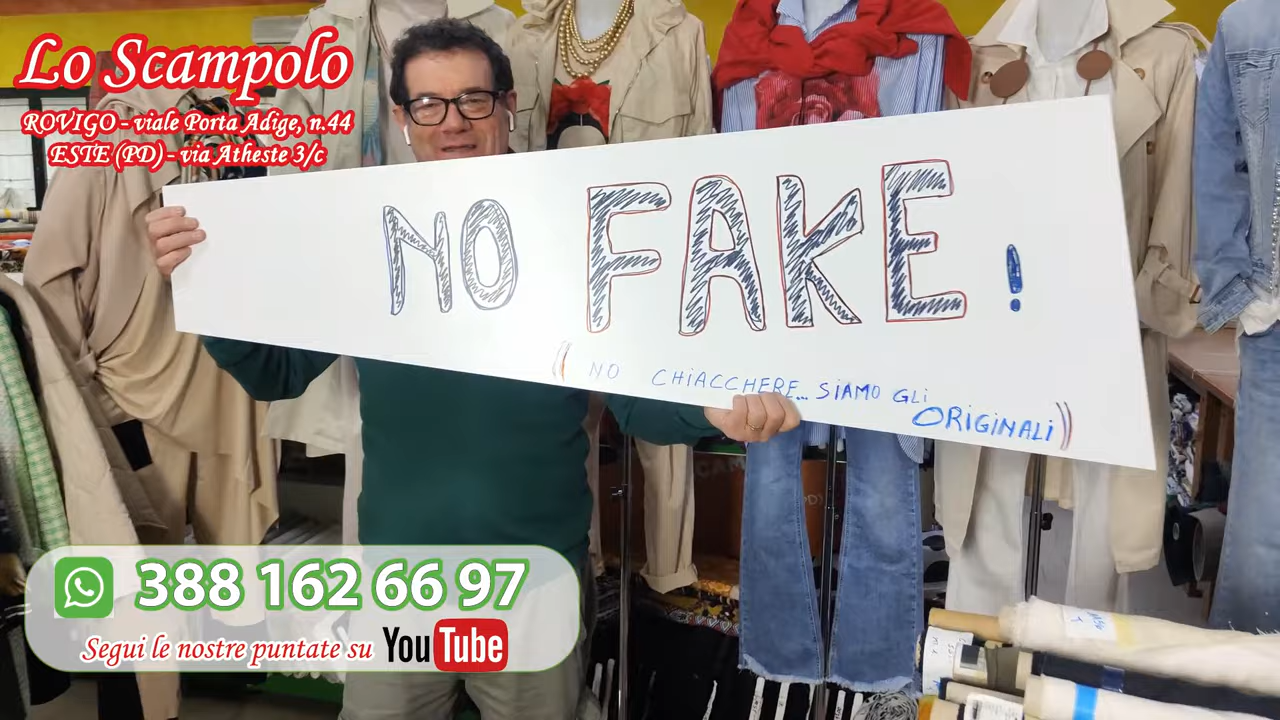 Lo Scampolo
ROVIGO - viale Porta Adige, n.44
ESTE (PD) - via Atheste 3/c
NO FAKE!
(( NO CHIACCHERE... SIAMO GLI
ORIGINALI))
388 162 66 97
Segui le nostre puntate su YouTube